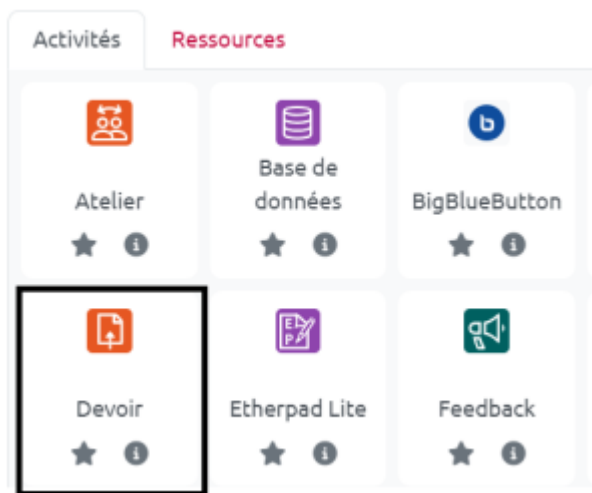 Activités Ressources
Base de
Atelier données BigBlueButton
Devoir Etherpad Lite Feedback